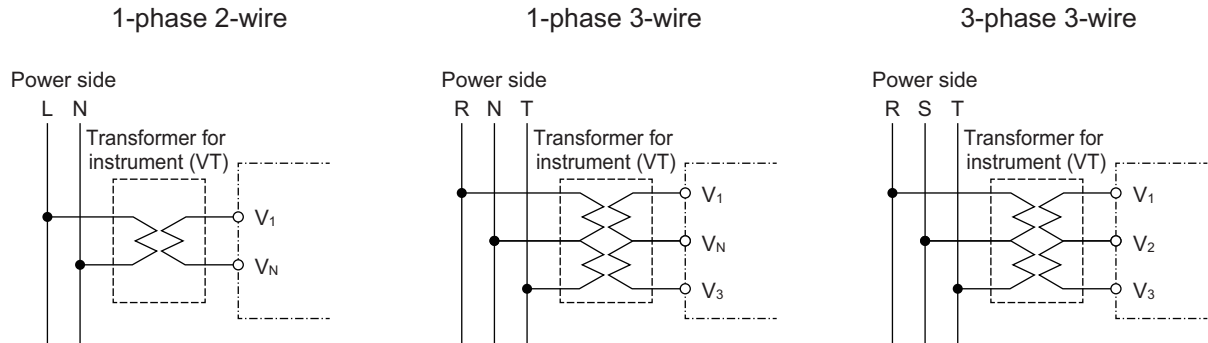 1-phase 2-wire
Power side
L N
Transformer for
instrument (VT)
V1
VN
1-phase 3-wire
Power side
R N T
Transformer for
instrument (VT)
V1
VN
V3
3-phase 3-wire
Power side
R S T
Transformer for
instrument (VT)
V1
V2
V3